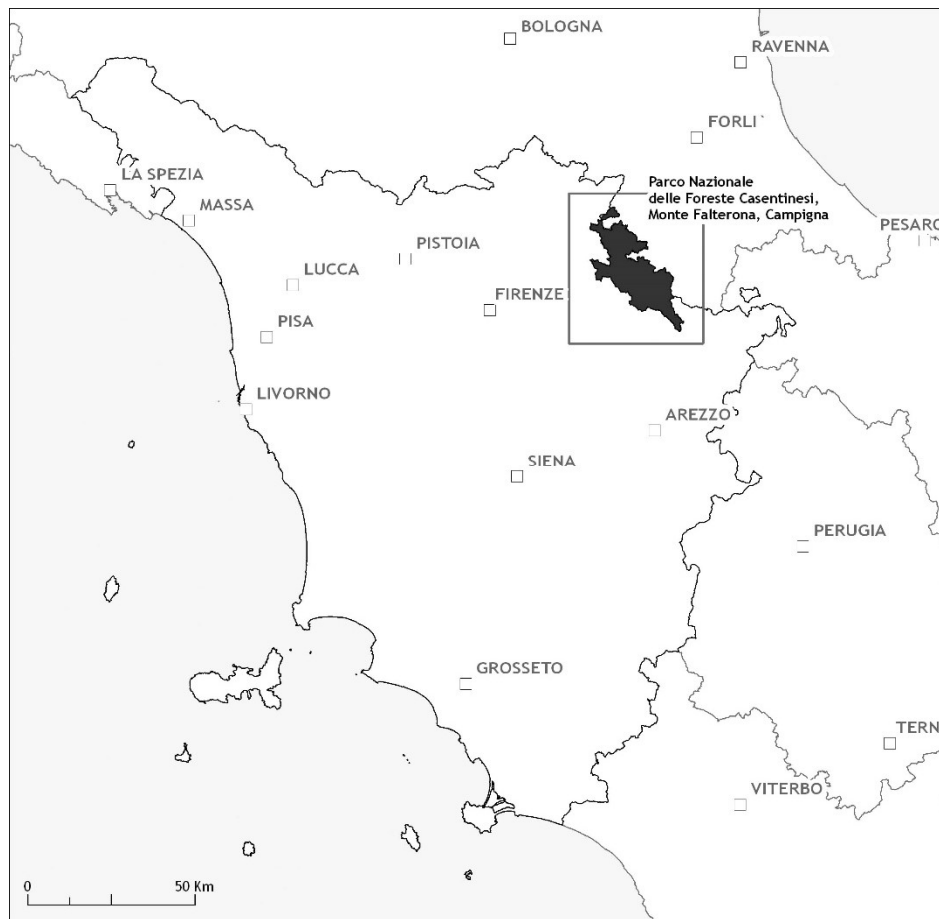 BOLOGNA
RAVENNA
FORLI`
LA SPEZIA
MASSA
Parco Nazionale
delle Foreste Casentinesi,
Monte Falterona, Campigna
PESARO
PISTOIA
LUCCA
FIRENZE
PISA
LIVORNO
AREZZO
SIENA
PERUGIA
GROSSETO
TERN
VITERBO
0 50 Km